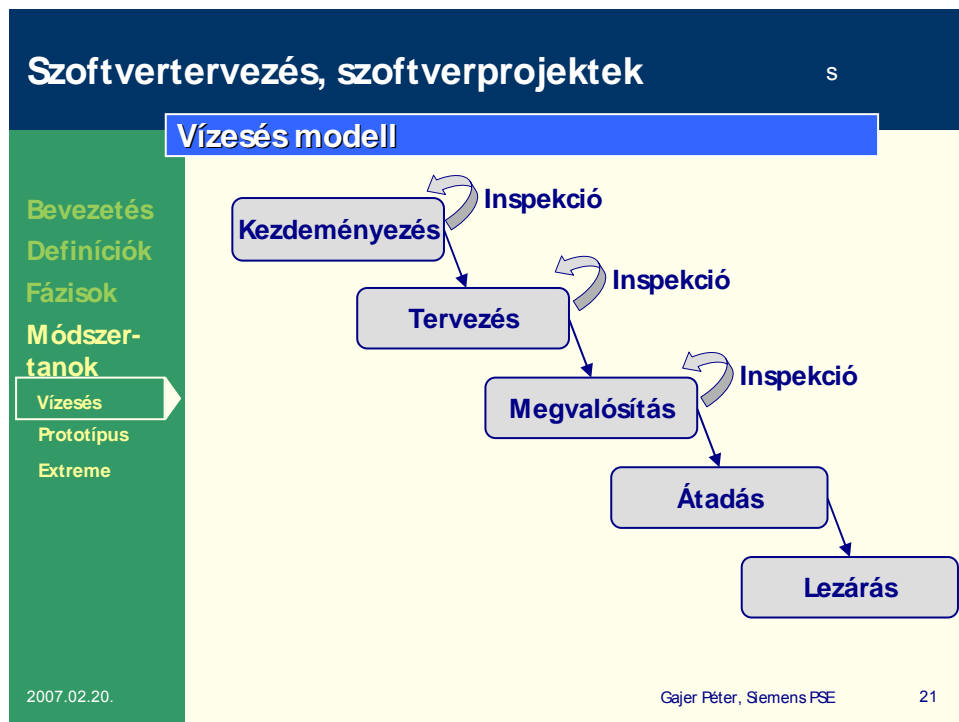 Szoftvertervezés, szoftverprojektek
s
Vízesés modell
Bevezetés
Definíciók
Fázisok
Módszer-
tanok
Vízesés
Prototípus
Extreme
Inspekció
Kezdeményezés
Inspekció
Tervezés
Inspekció
Megvalósítás
Átadás
Lezárás
2007.02.20.
Gajer Péter, Siemens PSE
21